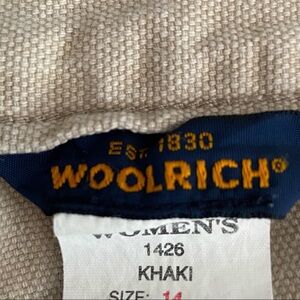 EST. 1830
WOOLRICH®
WOMEN'S
1426
KHAKI
SIZE: 14